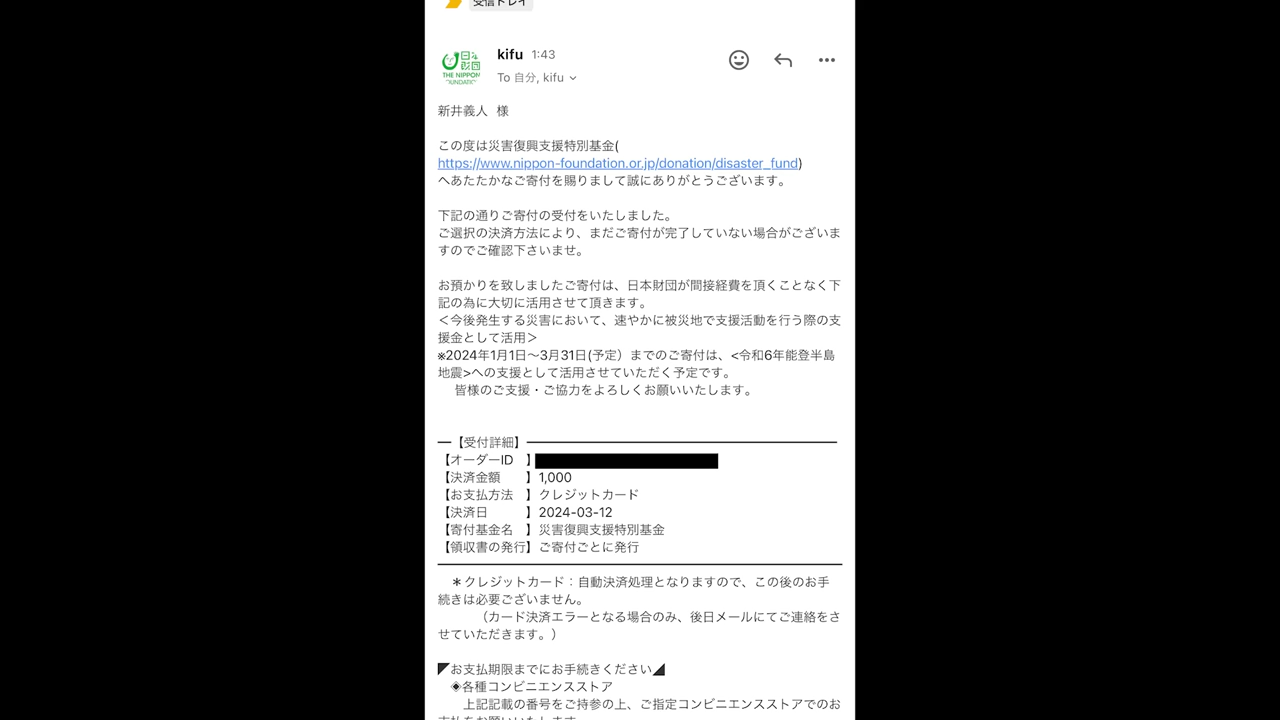 受信トレイ
kifu 1:43
To 自分, kifu
THE NIPPON
新井義人 様
この度は災害復興支援特別基金(
https://www.nippon-foundation.or.jp/donation/disaster_fund)
へあたたかなご寄付を賜りまして誠にありがとうございます。
下記の通りご寄付の受付をいたしました。
ご選択の決済方法により、まだご寄付が完了していない場合がございま
すのでご確認下さいませ。
お預かりを致しましたご寄付は、日本財団が間接経費を頂くことなく下
記の為に大切に活用させて頂きます。
＜今後発生する災害において、速やかに被災地で支援活動を行う際の支
援金として活用＞
※2024年1月1日～3月31日(予定）までのご寄付は、<令和6年能登半島
地震>への支援として活用させていただく予定です。
皆様のご支援・ご協力をよろしくお願いいたします。
━【受付詳細】━━━━━━━━━━━━━━━━━━
【オーダーID 】
【決済金額 】1,000
【お支払方法 】クレジットカード
【決済日 】2024-03-12
【寄付基金名 】災害復興支援特別基金
【領収書の発行】ご寄付ごとに発行
＊クレジットカード：自動決済処理となりますので、この後のお手
続きは必要ございません。
（カード決済エラーとなる場合のみ、後日メールにてご連絡をさ
せていただきます。）
◤お支払期限までにお手続きください◢
◈各種コンビニエンスストア
上記記載の番号をご持参の上、ご指定コンビニエンスストアでのお
支払をお願いいたします